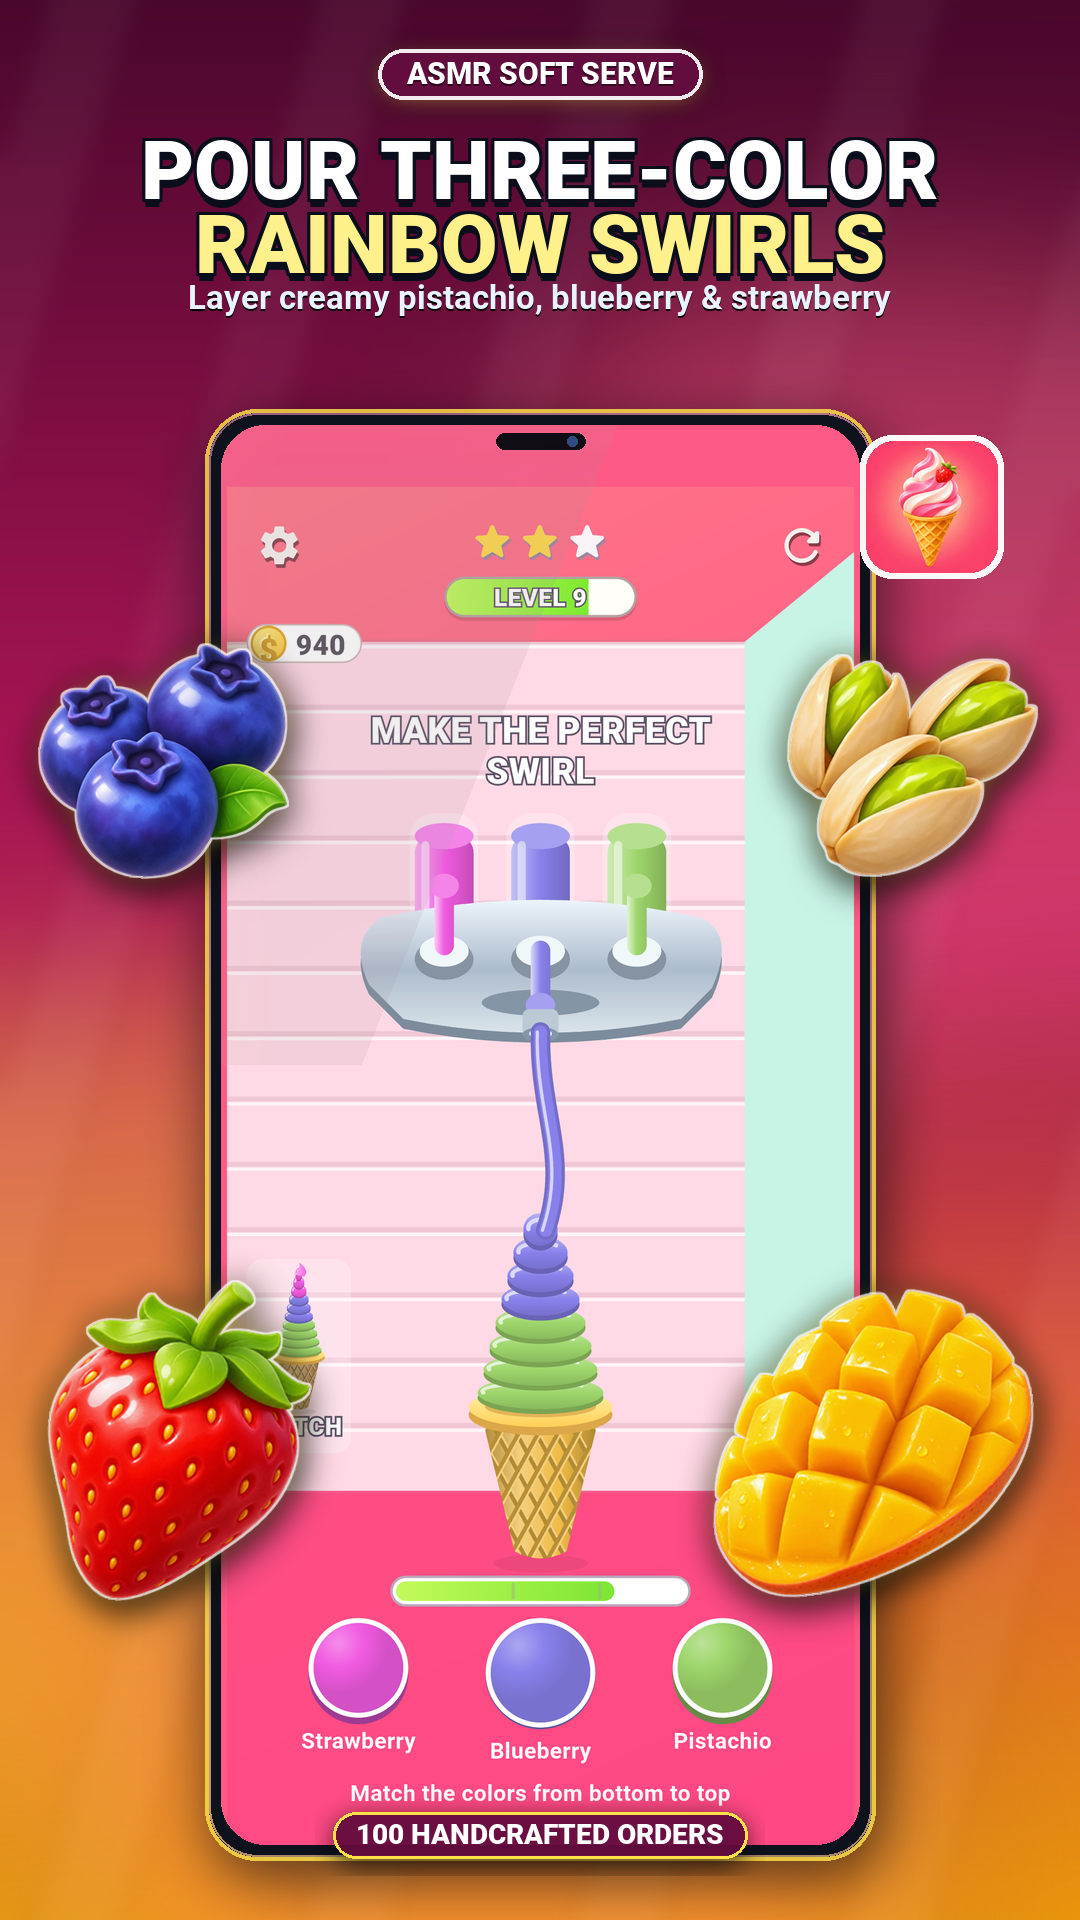 ASMR SOFT SERVE
POUR THREE-COLOR
RAINBOW SWIRLS
Layer creamy pistachio, blueberry & strawberry
LEVEL 9
$ 940
MAKE THE PERFECT
SWIRL
TCH
Strawberry
Blueberry
Pistachio
Match the colors from bottom to top
100 HANDCRAFTED ORDERS